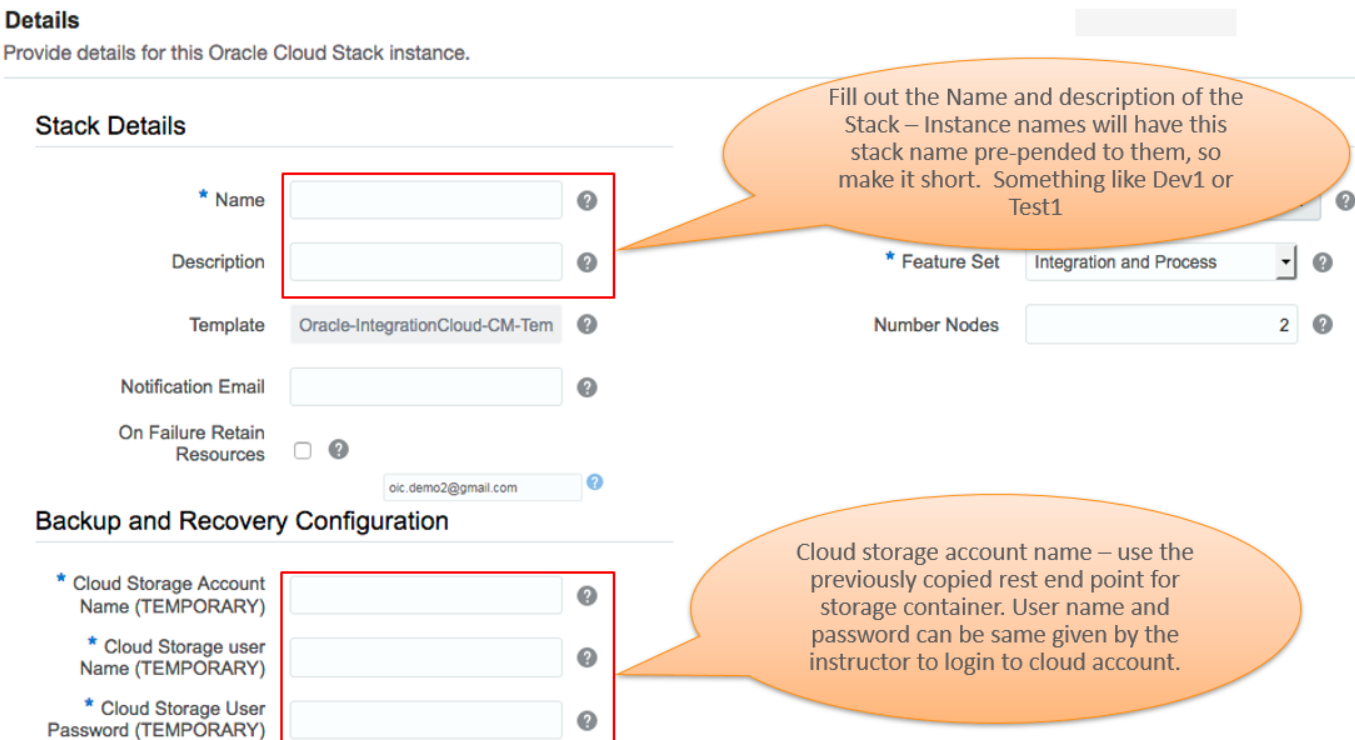 Details
Provide details for this Oracle Cloud Stack instance.
Fill out the Name and description of the
Stack – Instance names will have this
stack name pre-pended to them, so
make it short.  Something like Dev1 or
Test1
Stack Details
* Name
Description
Template Oracle-IntegrationCloud-CM-Tem
Notification Email
On Failure Retain
Resources
oic.demo2@gmail.com
* Feature Set Integration and Process
Number Nodes 2
Backup and Recovery Configuration
* Cloud Storage Account
Name (TEMPORARY)
* Cloud Storage user
Name (TEMPORARY)
* Cloud Storage User
Password (TEMPORARY)
Cloud storage account name – use the
previously copied rest end point for
storage container. User name and
password can be same given by the
instructor to login to cloud account.